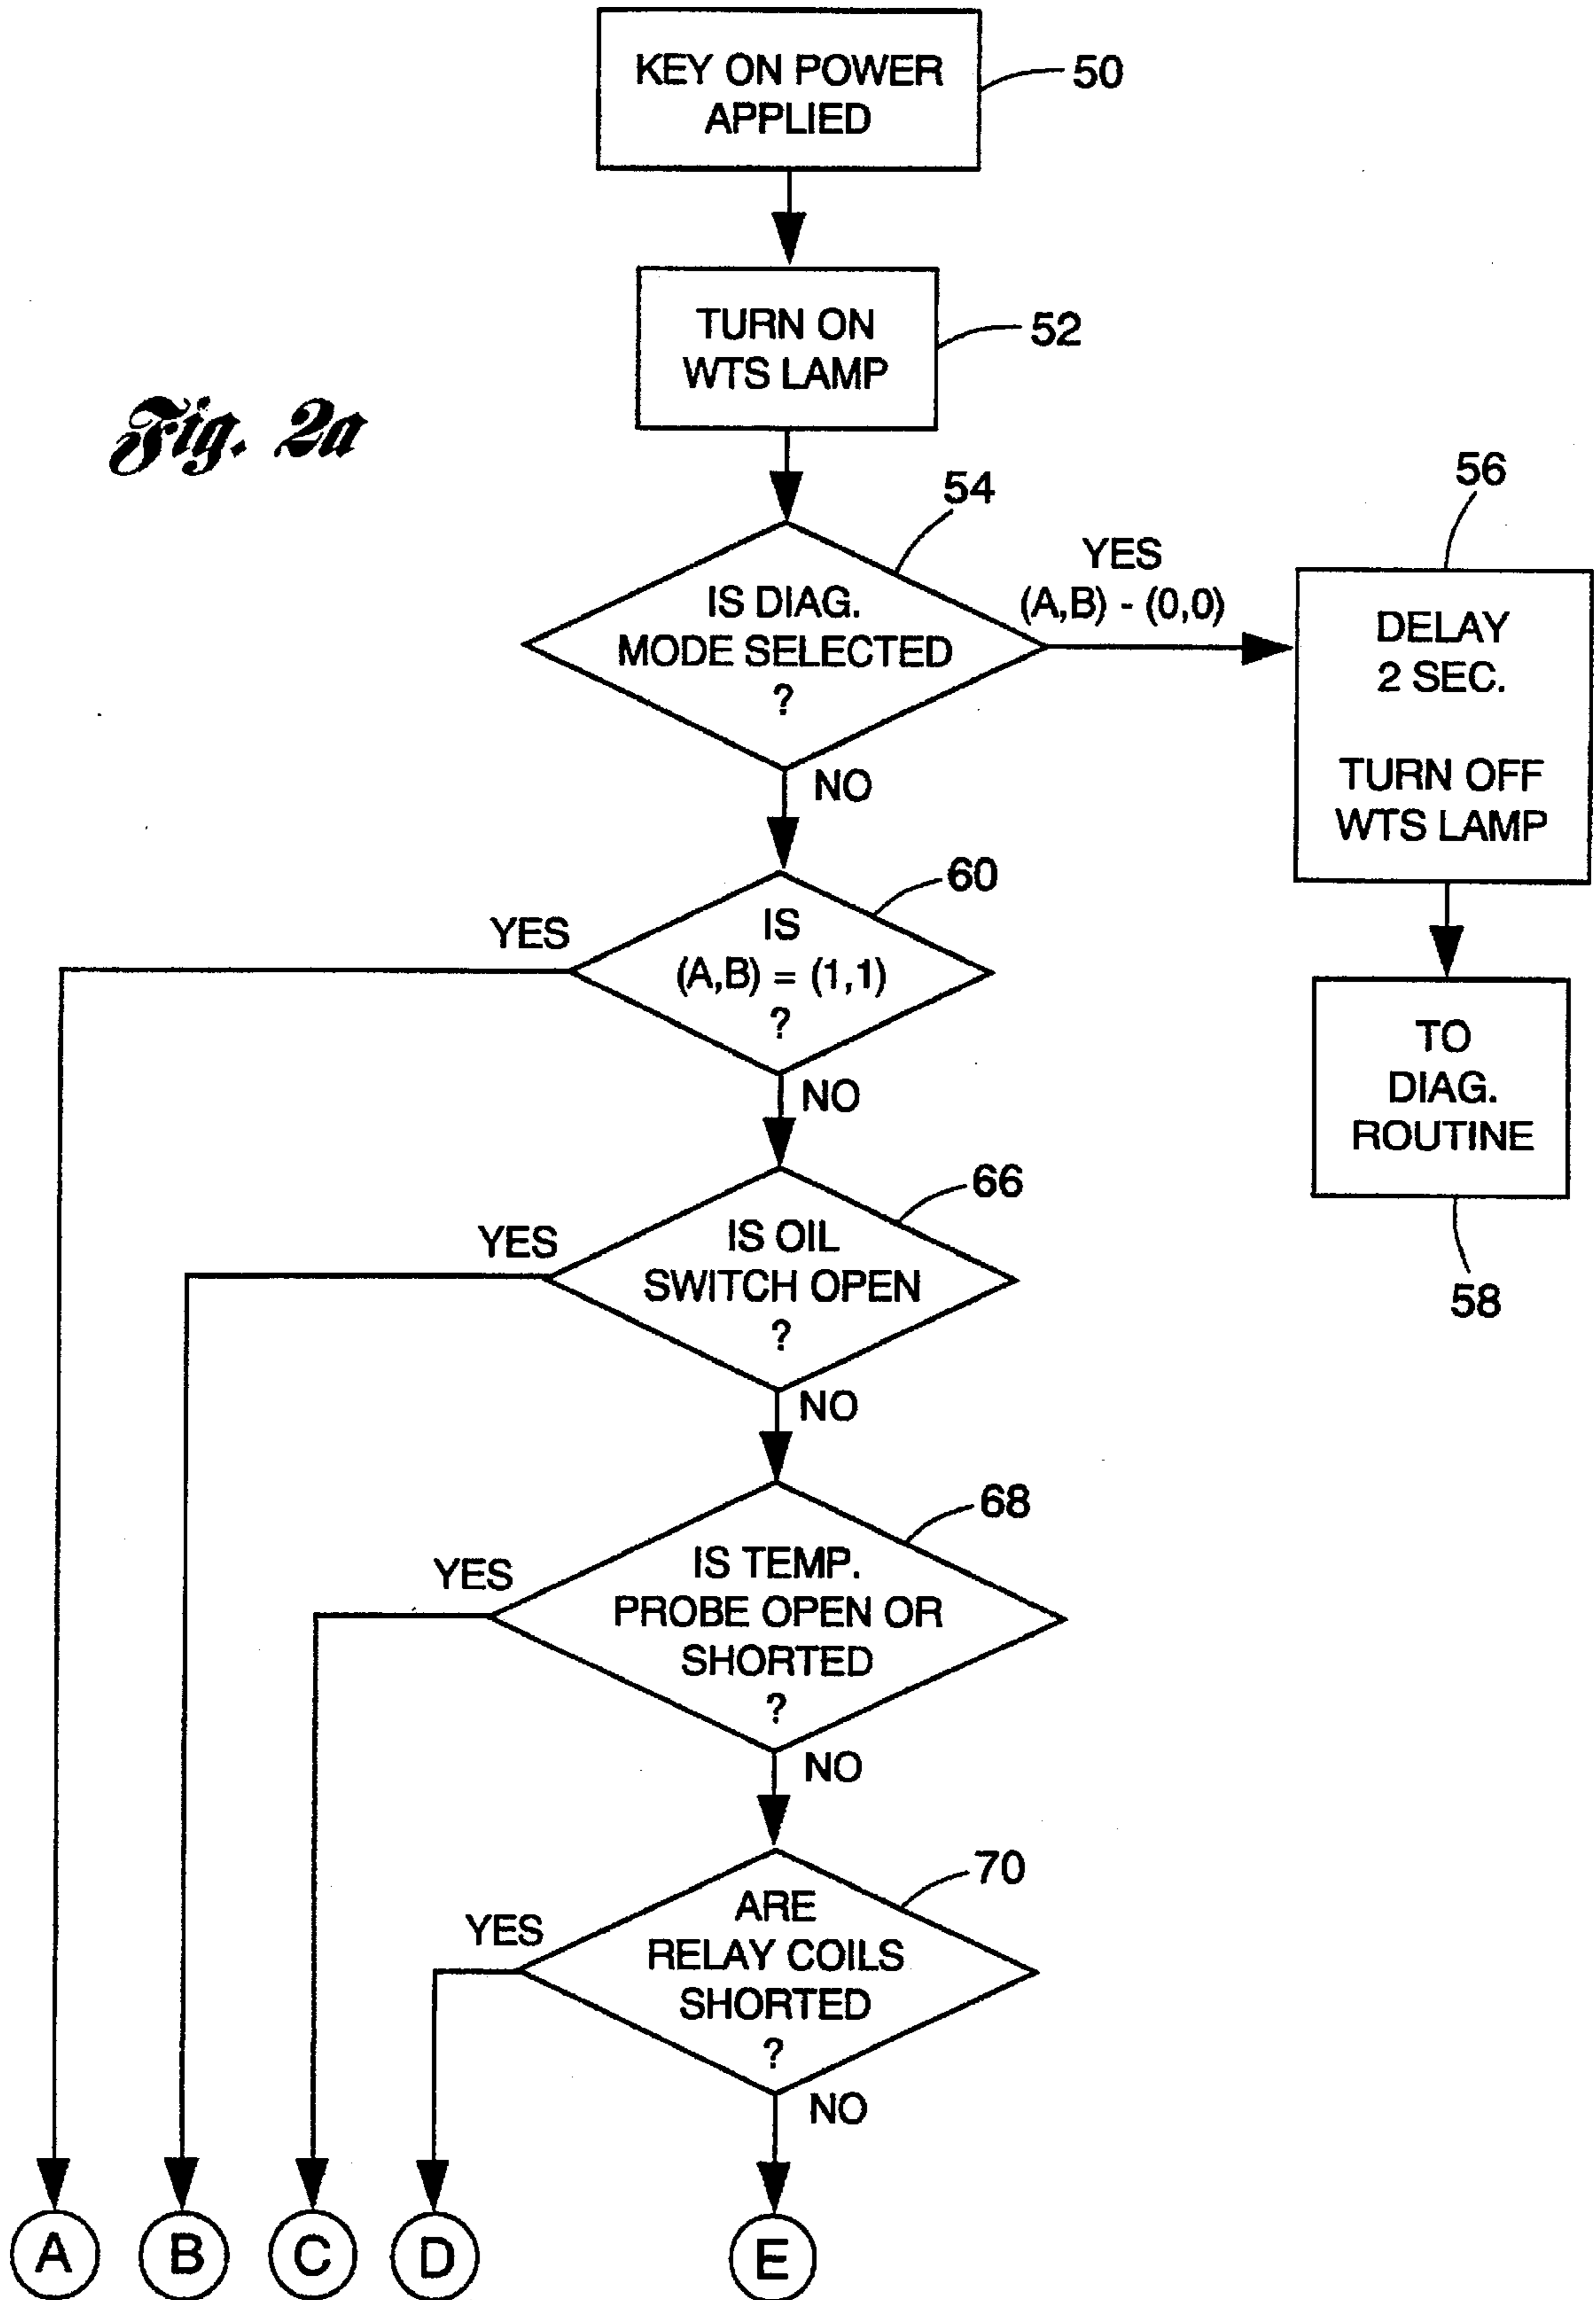 KEY ON POWER
APPLIED
50
TURN ON
WTS LAMP
52
Fig. 2a
54
IS DIAG.
MODE SELECTED
?
YES
(A,B) - (0,0)
56
DELAY
2 SEC.
TURN OFF
WTS LAMP
NO
60
YES
IS
(A,B) = (1,1)
?
TO
DIAG.
ROUTINE
58
NO
66
YES
IS OIL
SWITCH OPEN
?
NO
68
YES
IS TEMP.
PROBE OPEN OR
SHORTED
?
NO
70
YES
ARE
RELAY COILS
SHORTED
?
NO
A
B
C
D
E